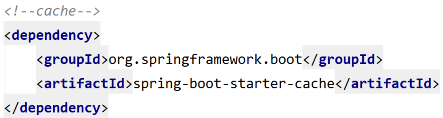 <!--cache-->
<dependency>
    <groupId>org.springframework.boot</groupId>
    <artifactId>spring-boot-starter-cache</artifactId>
</dependency>